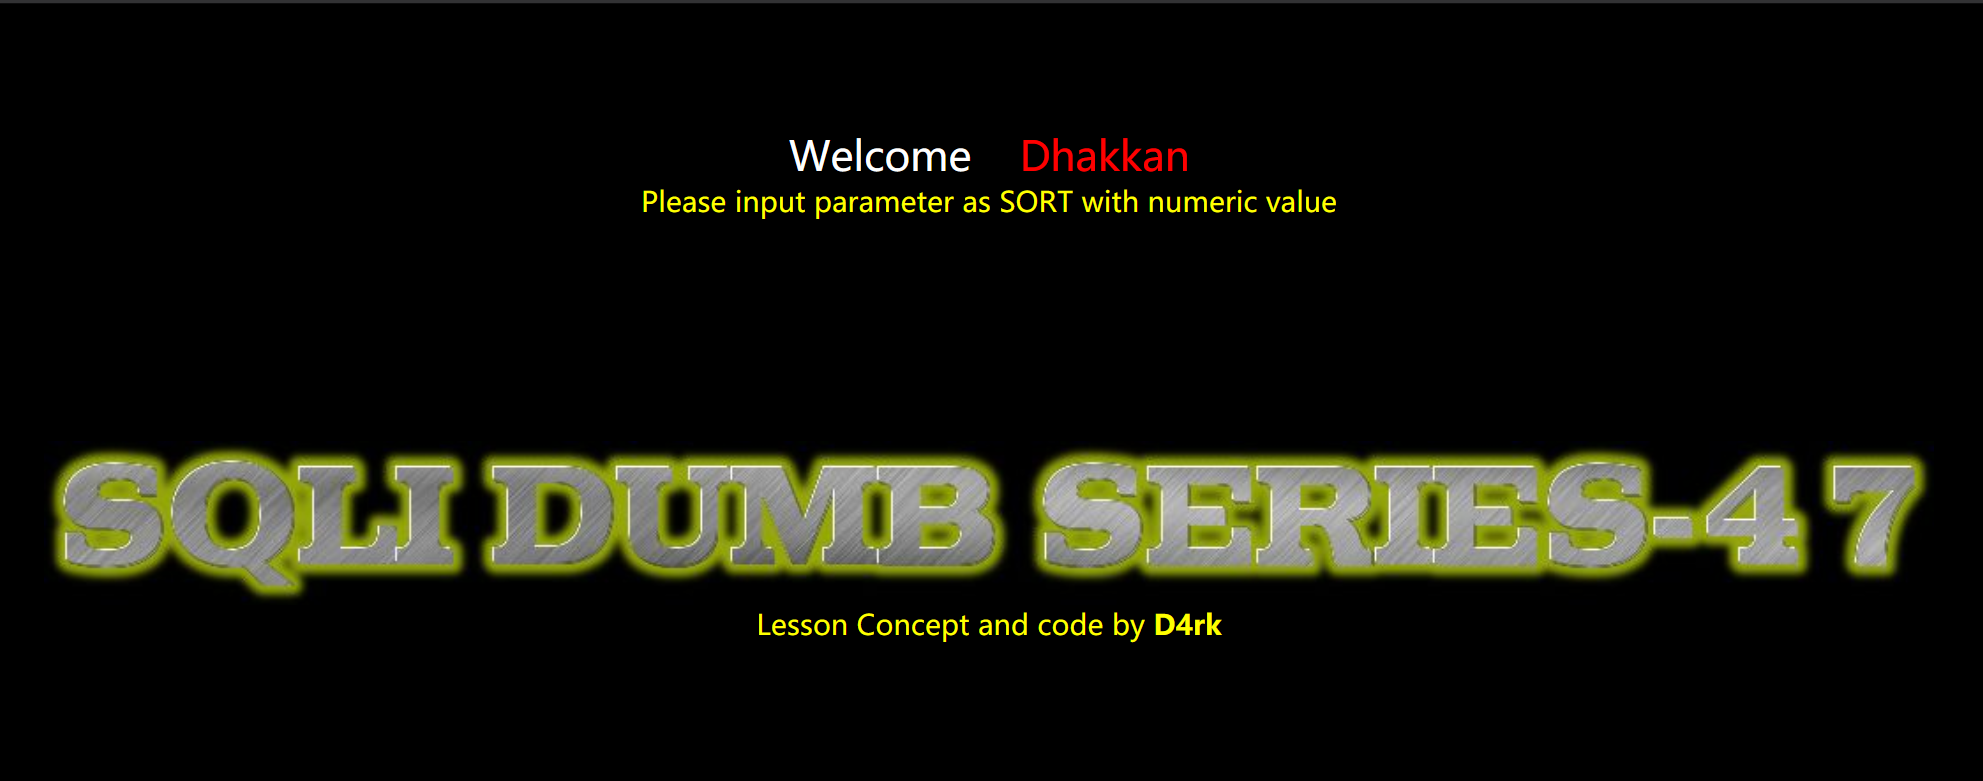 Welcome Dhakkan
Please input parameter as SORT with numeric value
SQLI DUMB SERIES-47
Lesson Concept and code by D4rk